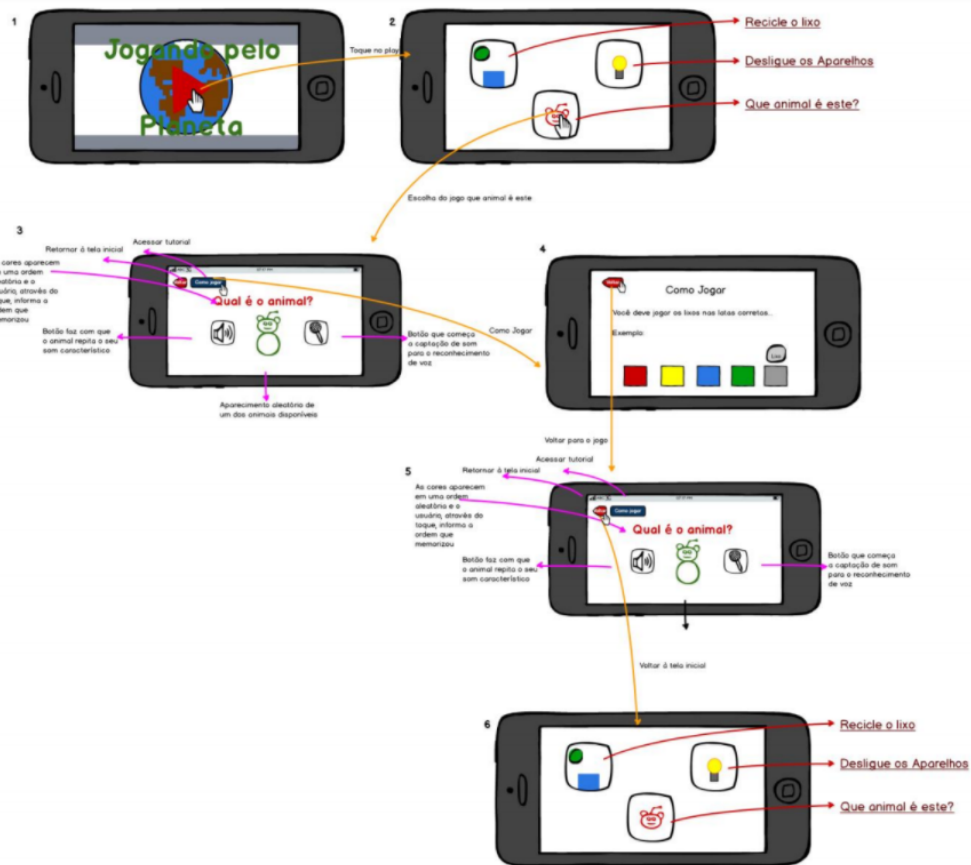 1
Jogando pelo
Planeta
Toque no play
2
Recicle o lixo
Desligue os Aparelhos
Que animal é este?
Escolha do jogo que animal é este
3
Retornar á tela inicial
Acessar tutorial
cores aparecem
uma ordem
e o
através do
informa a
que
Voltar
Como jogar
Qual é o animal?
Botão faz com que
o animal repita o seu
som característico
Botão que começa
a captação de som
para o reconhecimento
de voz
Aparecimento aleatório de
um dos animais disponíveis
Como Jogar
4
Voltar
Como Jogar
Você deve jogar os lixos nas latas corretas...
Exemplo:
Lixo
Voltar para o jogo
5
Retornar á tela inicial
Acessar tutorial
As cores aparecem
em uma ordem
aleatória e o
usuário, através do
toque, informa a
ordem que
memorizou
Voltar
Como jogar
Qual é o animal?
Botão faz com que
o animal repita o seu
som característico
Botão que começa
a captação de som
para o reconhecimento
de voz
Voltar á tela inicial
6
Recicle o lixo
Desligue os Aparelhos
Que animal é este?